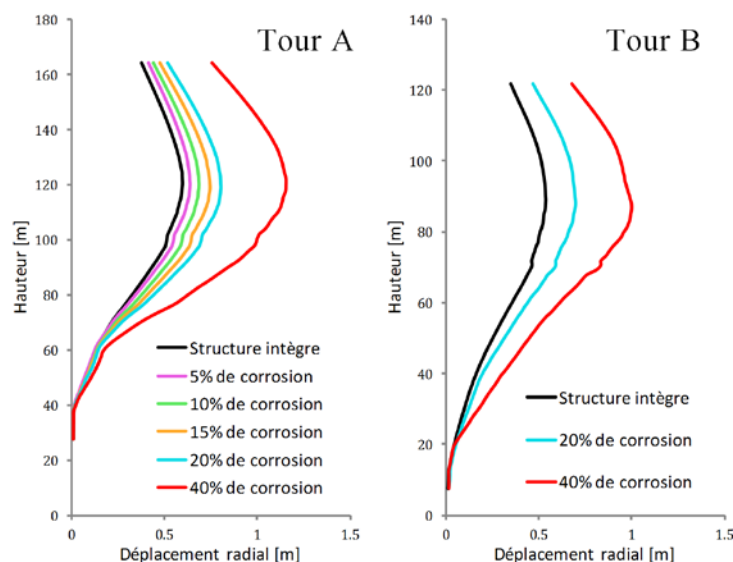 Tour A
Hauteur [m]
180
160
140
120
100
80
60
40
20
0
Structure intègre
5% de corrosion
10% de corrosion
15% de corrosion
20% de corrosion
40% de corrosion
0
0.5
1
1.5
Déplacement radial [m]
Tour B
Hauteur [m]
140
120
100
80
60
40
20
0
Structure intègre
20% de corrosion
40% de corrosion
0
0.5
1
1.5
Déplacement radial [m]